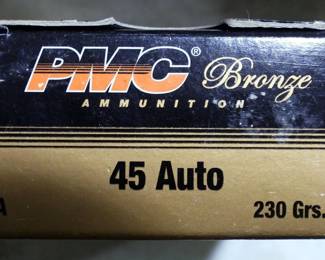 PMC® Bronze
AMMUNITION
45 Auto
A 230 Grs.